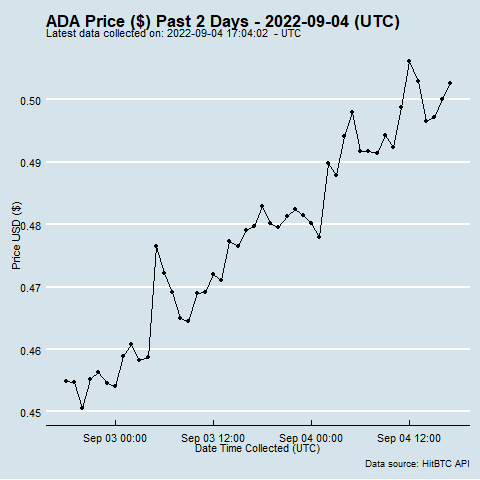 ADA Price ($) Past 2 Days - 2022-09-04 (UTC)
Latest data collected on: 2022-09-04 17:04:02 - UTC
0.50
0.49
0.48
0.47
0.46
0.45
Price USD ($)
Sep 03 00:00
Sep 03 12:00
Sep 04 00:00
Sep 04 12:00
Date Time Collected (UTC)
Data source: HitBTC API